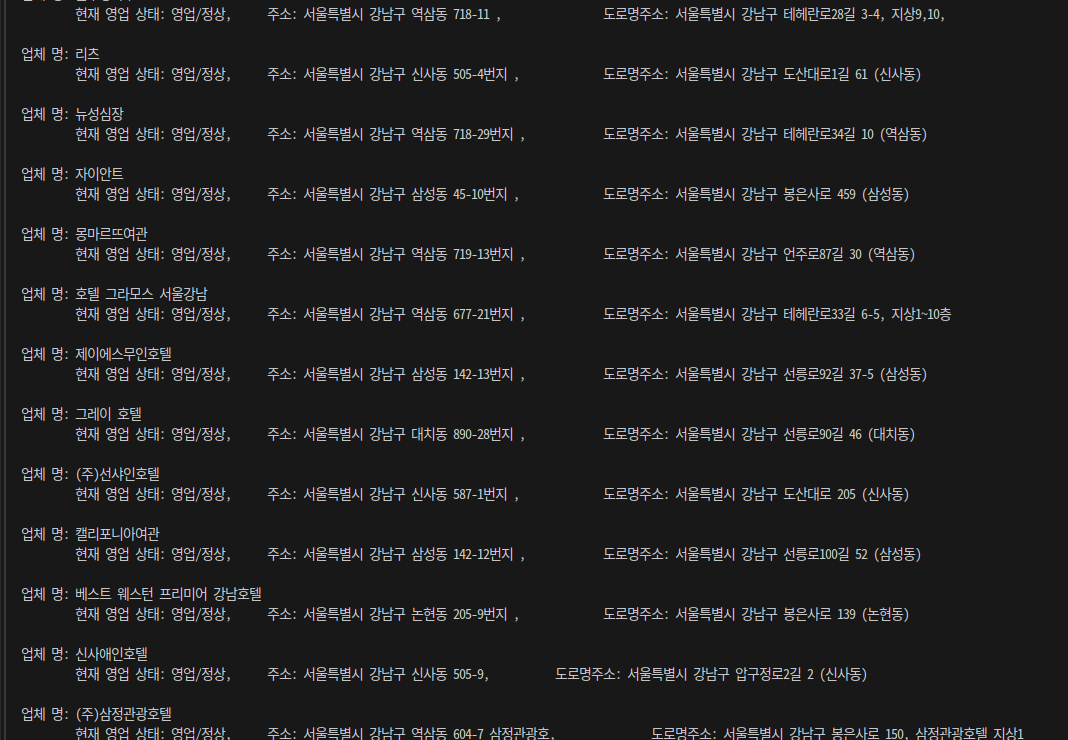 현재 영업 상태: 영업/정상, 주소: 서울특별시 강남구 역삼동 718-11 , 도로명주소: 서울특별시 강남구 테헤란로28길 3-4, 지상9,10,
업체 명: 리츠
현재 영업 상태: 영업/정상, 주소: 서울특별시 강남구 신사동 505-4번지 , 도로명주소: 서울특별시 강남구 도산대로1길 61 (신사동)
업체 명: 뉴성심장
현재 영업 상태: 영업/정상, 주소: 서울특별시 강남구 역삼동 718-29번지 , 도로명주소: 서울특별시 강남구 테헤란로34길 10 (역삼동)
업체 명: 자이안트
현재 영업 상태: 영업/정상, 주소: 서울특별시 강남구 삼성동 45-10번지 , 도로명주소: 서울특별시 강남구 봉은사로 459 (삼성동)
업체 명: 몽마르뜨여관
현재 영업 상태: 영업/정상, 주소: 서울특별시 강남구 역삼동 719-13번지 , 도로명주소: 서울특별시 강남구 언주로87길 30 (역삼동)
업체 명: 호텔 그라모스 서울강남
현재 영업 상태: 영업/정상, 주소: 서울특별시 강남구 역삼동 677-21번지 , 도로명주소: 서울특별시 강남구 테헤란로33길 6-5, 지상1~10층
업체 명: 제이에스무인호텔
현재 영업 상태: 영업/정상, 주소: 서울특별시 강남구 삼성동 142-13번지 , 도로명주소: 서울특별시 강남구 선릉로92길 37-5 (삼성동)
업체 명: 그레이 호텔
현재 영업 상태: 영업/정상, 주소: 서울특별시 강남구 대치동 890-28번지 , 도로명주소: 서울특별시 강남구 선릉로90길 46 (대치동)
업체 명: (주)선샤인호텔
현재 영업 상태: 영업/정상, 주소: 서울특별시 강남구 신사동 587-1번지 , 도로명주소: 서울특별시 강남구 도산대로 205 (신사동)
업체 명: 캘리포니아여관
현재 영업 상태: 영업/정상, 주소: 서울특별시 강남구 삼성동 142-12번지 , 도로명주소: 서울특별시 강남구 선릉로100길 52 (삼성동)
업체 명: 베스트 웨스턴 프리미어 강남호텔
현재 영업 상태: 영업/정상, 주소: 서울특별시 강남구 논현동 205-9번지 , 도로명주소: 서울특별시 강남구 봉은사로 139 (논현동)
업체 명: 신사애인호텔
현재 영업 상태: 영업/정상, 주소: 서울특별시 강남구 신사동 505-9, 도로명주소: 서울특별시 강남구 압구정로2길 2 (신사동)
업체 명: (주)삼정관광호텔
현재 영업 상태: 영업/정상, 주소: 서울특별시 강남구 역삼동 604-7 삼정관광호, 도로명주소: 서울특별시 강남구 봉은사로 150, 삼정관광호텔 지상1